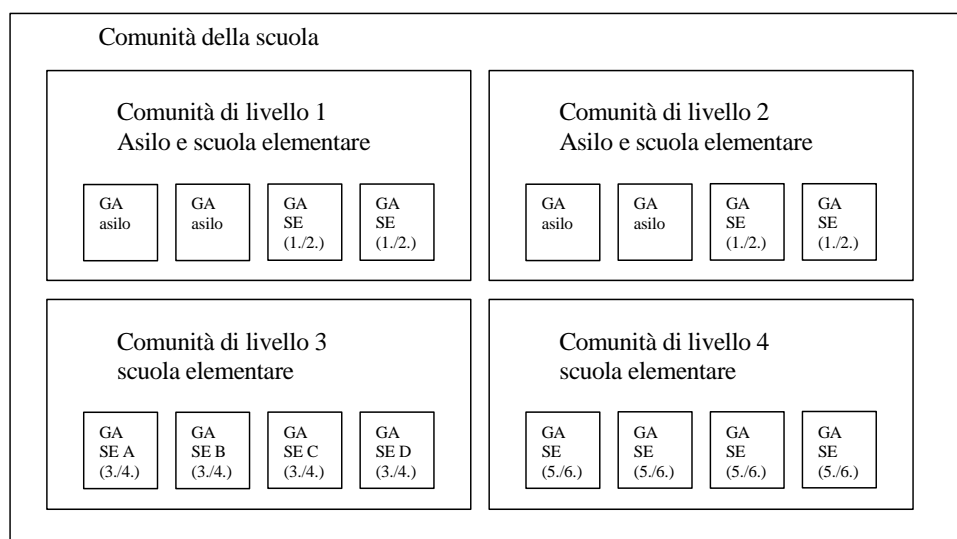 Comunità della scuola
Comunità di livello 1
Asilo e scuola elementare
GA
asilo
GA
asilo
GA
SE
(1./2.)
GA
SE
(1./2.)
Comunità di livello 2
Asilo e scuola elementare
GA
asilo
GA
asilo
GA
SE
(1./2.)
GA
SE
(1./2.)
Comunità di livello 3
scuola elementare
GA
SE A
(3./4.)
GA
SE B
(3./4.)
GA
SE C
(3./4.)
GA
SE D
(3./4.)
Comunità di livello 4
scuola elementare
GA
SE
(5./6.)
GA
SE
(5./6.)
GA
SE
(5./6.)
GA
SE
(5./6.)